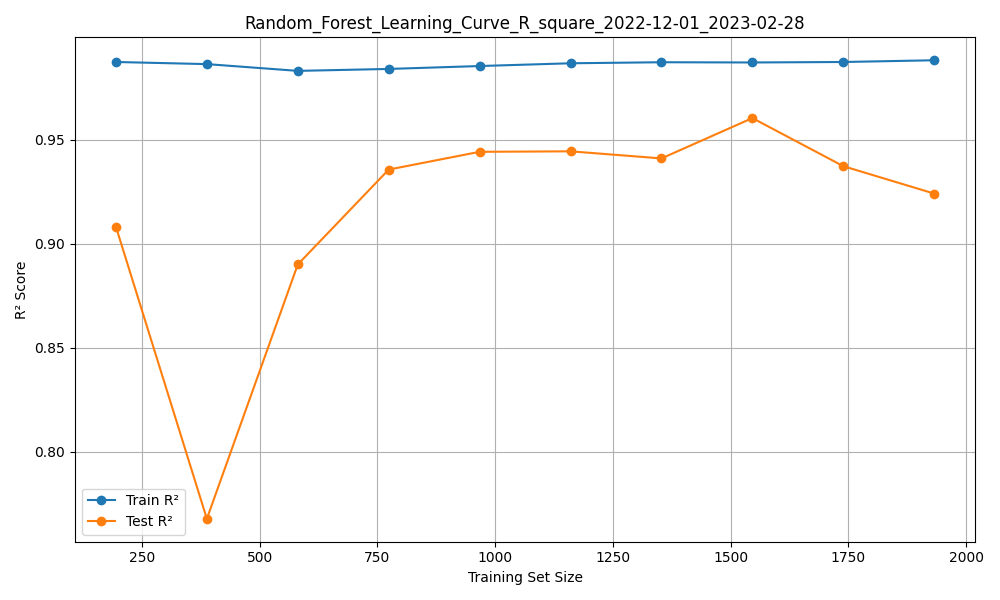 Random_Forest_Learning_Curve_R_square_2022-12-01_2023-02-28
R² Score
0.95
0.90
0.85
0.80
Train R²
Test R²
250
500
750
1000
1250
1500
1750
2000
Training Set Size